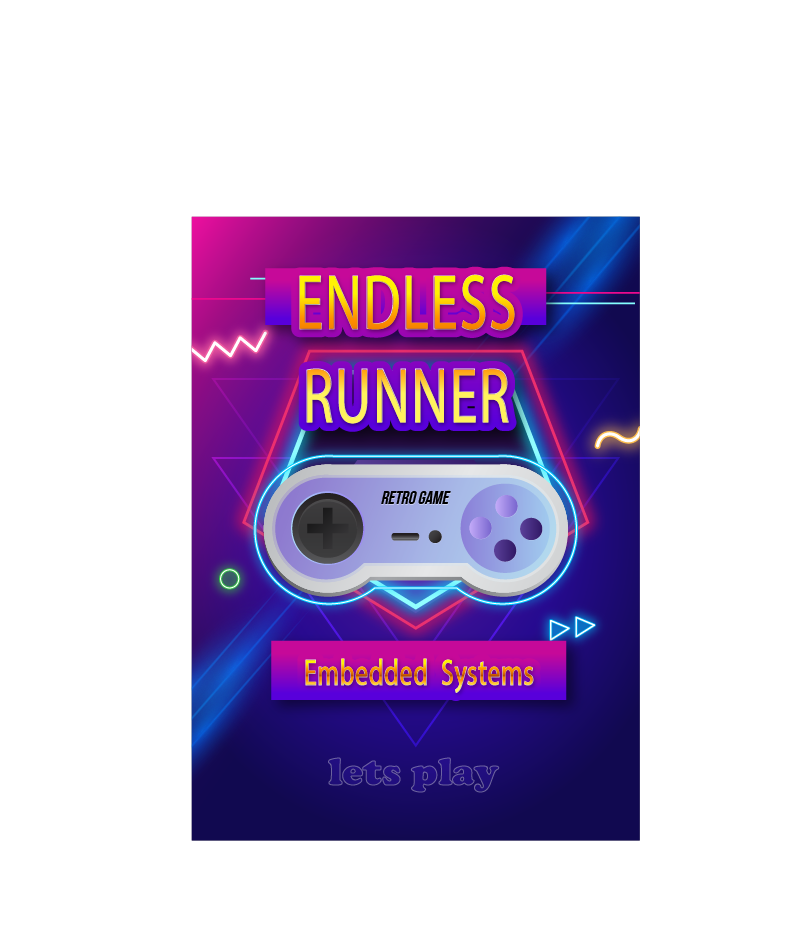 ENDLESS
RUNNER
RETRO GAME
Embedded Systems
lets play